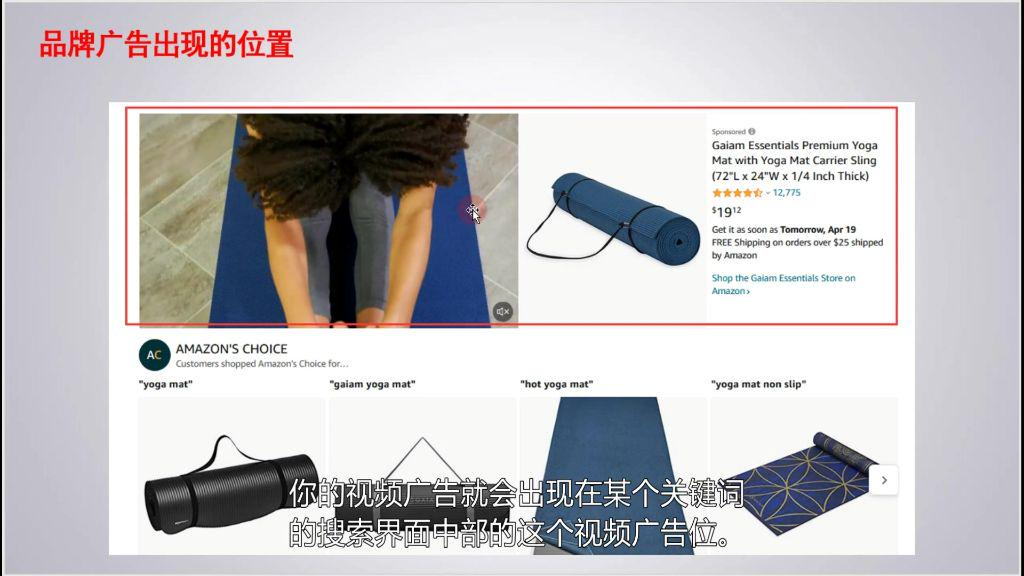 品牌广告出现的位置
Sponsored
Gaiam Essentials Premium Yoga
Mat with Yoga Mat Carrier Sling
(72"L x 24"W x 1/4 Inch Thick)
12,775
$19 12
Get it as soon as Tomorrow, Apr 19
FREE Shipping on orders over $25 shipped
by Amazon
Shop the Gaiam Essentials Store on
Amazon ›
AC AMAZON'S CHOICE
Customers shopped Amazon's Choice for…
"yoga mat" "gaiam yoga mat" "hot yoga mat" "yoga mat non slip"
你的视频广告就会出现在某个关键词
的搜索界面中部的这个视频广告位。